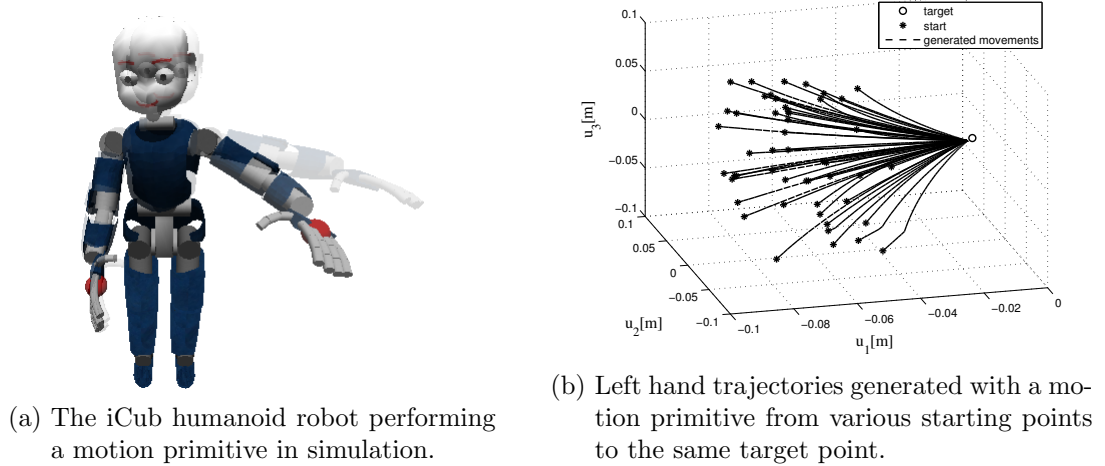 0.1
0.05
0
−0.05
−0.1
u3[m]
target
start
generated movements
0.1
0.05
0
−0.05
−0.1
u2[m]
−0.1
−0.08
−0.06
−0.04
−0.02
0
u1[m]
(a) The iCub humanoid robot performing
a motion primitive in simulation.
(b) Left hand trajectories generated with a mo-
tion primitive from various starting points
to the same target point.